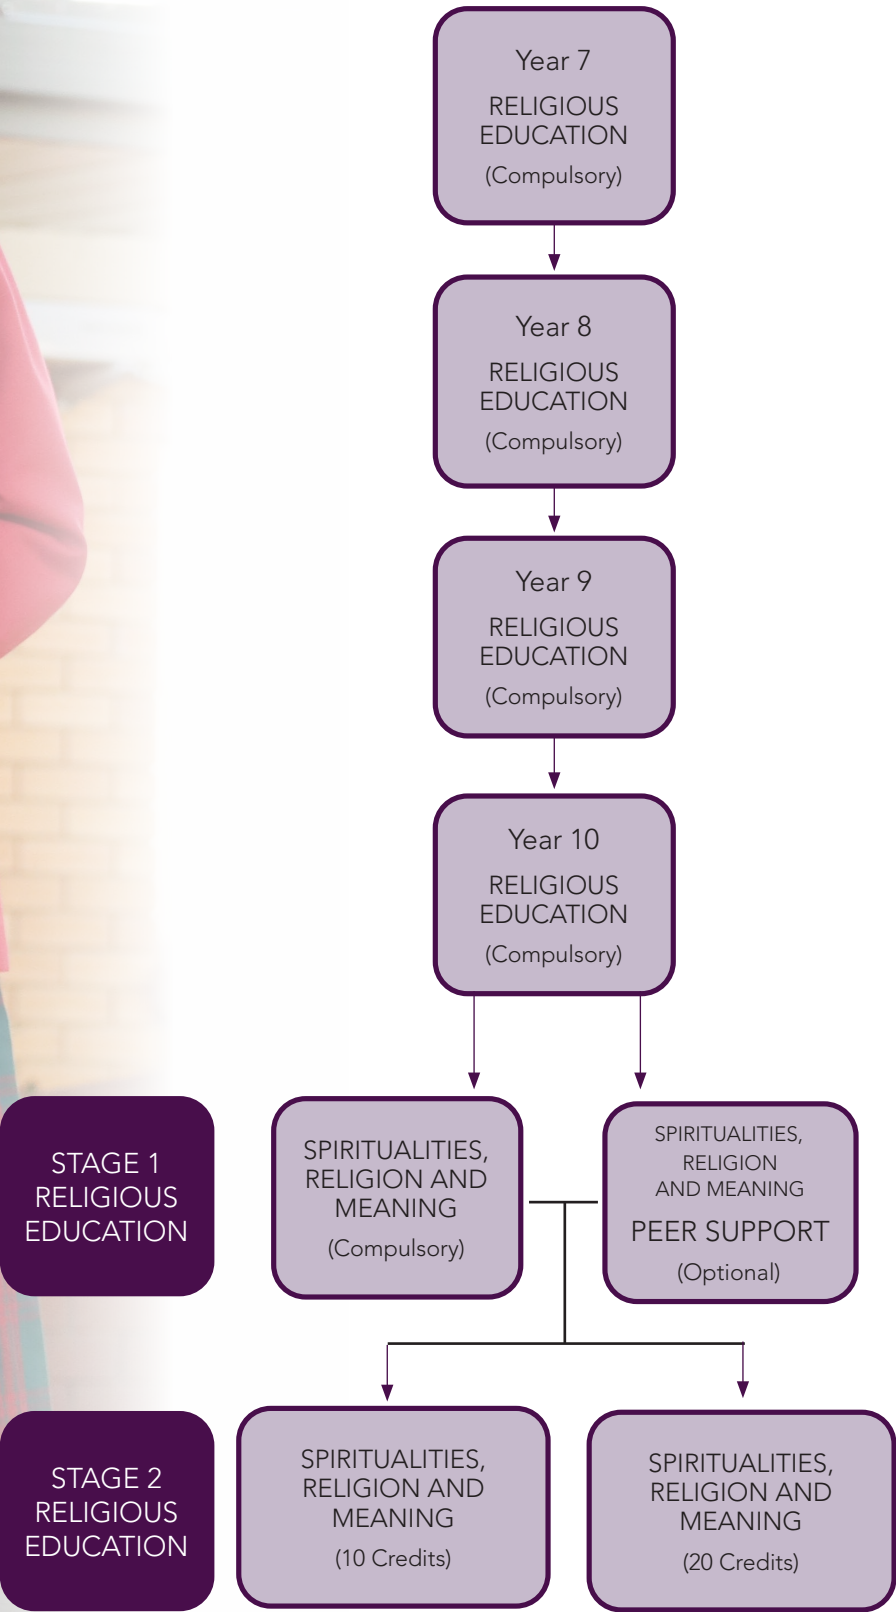 Year 7
RELIGIOUS
EDUCATION
(Compulsory)
Year 8
RELIGIOUS
EDUCATION
(Compulsory)
Year 9
RELIGIOUS
EDUCATION
(Compulsory)
Year 10
RELIGIOUS
EDUCATION
(Compulsory)
STAGE 1
RELIGIOUS
EDUCATION
SPIRITUALITIES,
RELIGION AND
MEANING
(Compulsory)
SPIRITUALITIES,
RELIGION
AND MEANING
PEER SUPPORT
(Optional)
STAGE 2
RELIGIOUS
EDUCATION
SPIRITUALITIES,
RELIGION AND
MEANING
(10 Credits)
SPIRITUALITIES,
RELIGION AND
MEANING
(20 Credits)